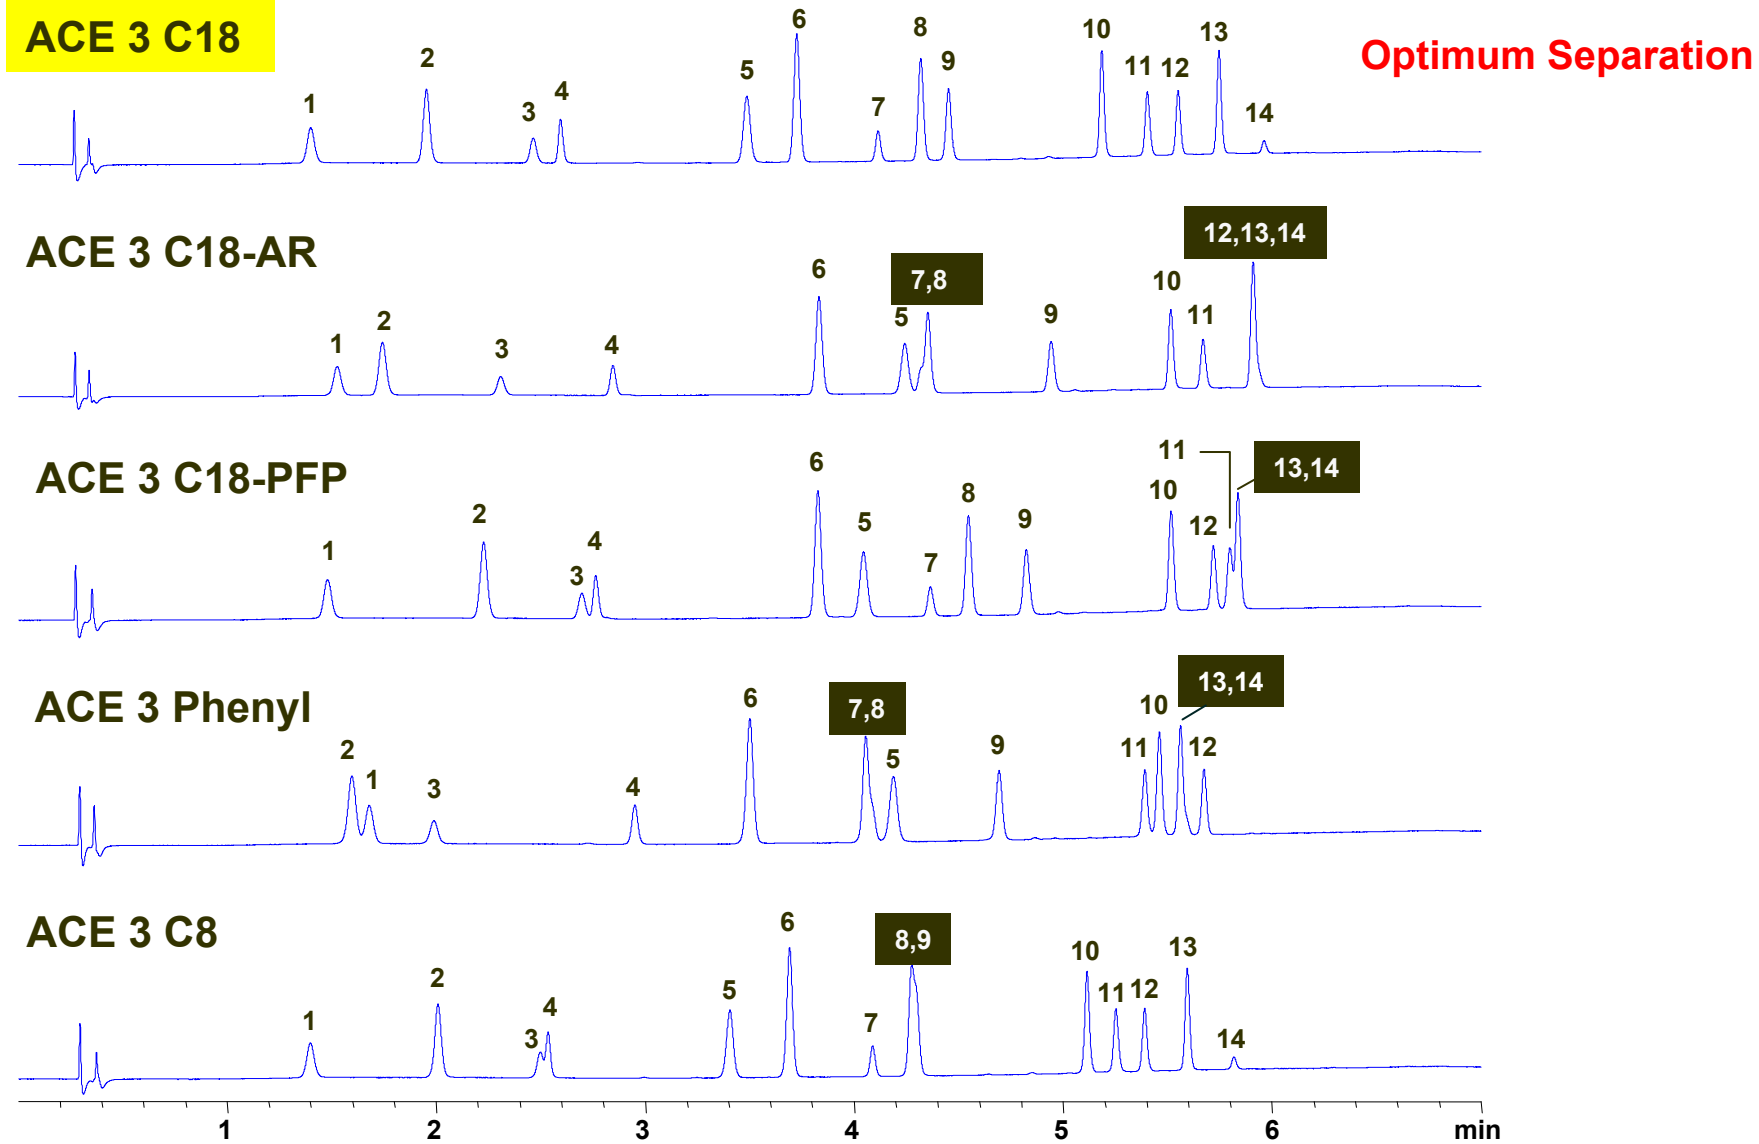 ACE 3 C18
Optimum Separation
1 2 3 4 5 6 7 8 9 10 11 12 13 14
ACE 3 C18-AR
1 2 3 4 6 5 7,8 9 10 11 12,13,14
ACE 3 C18-PFP
1 2 3 4 6 5 7 8 9 10 12 11 13,14
ACE 3 Phenyl
2 1 3 4 6 7,8 5 9 11 10 13,14 12
ACE 3 C8
1 2 3 4 5 6 7 8,9 10 11 12 13 14
1 2 3 4 5 6 min